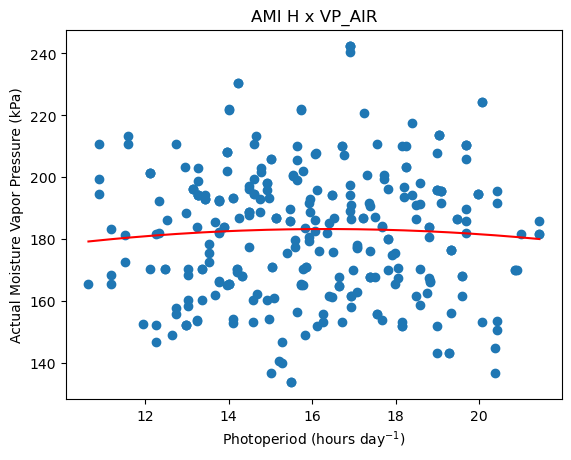 AMI H x VP_AIR
Actual Moisture Vapor Pressure (kPa)
240
220
200
180
160
140
12 14 16 18 20
Photoperiod (hours day⁻¹)